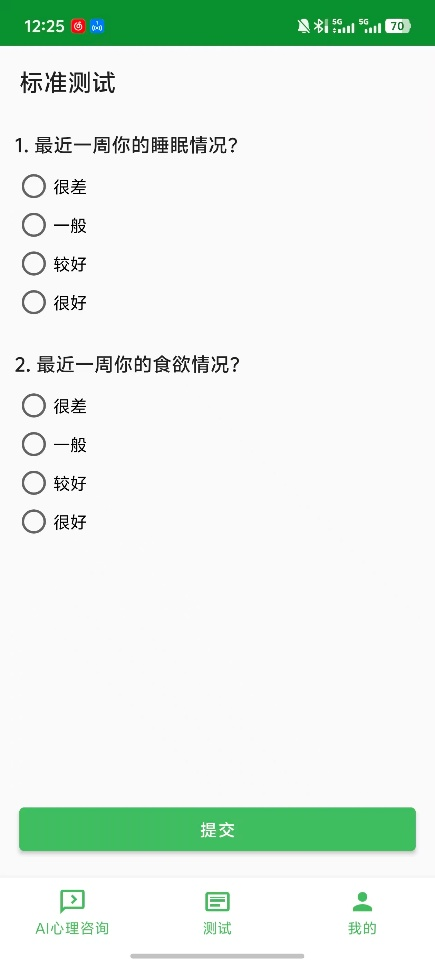 12:25 5G 5G 70
标准测试
1. 最近一周你的睡眠情况?
很差
一般
较好
很好
2. 最近一周你的食欲情况?
很差
一般
较好
很好
提交
AI心理咨询 测试 我的